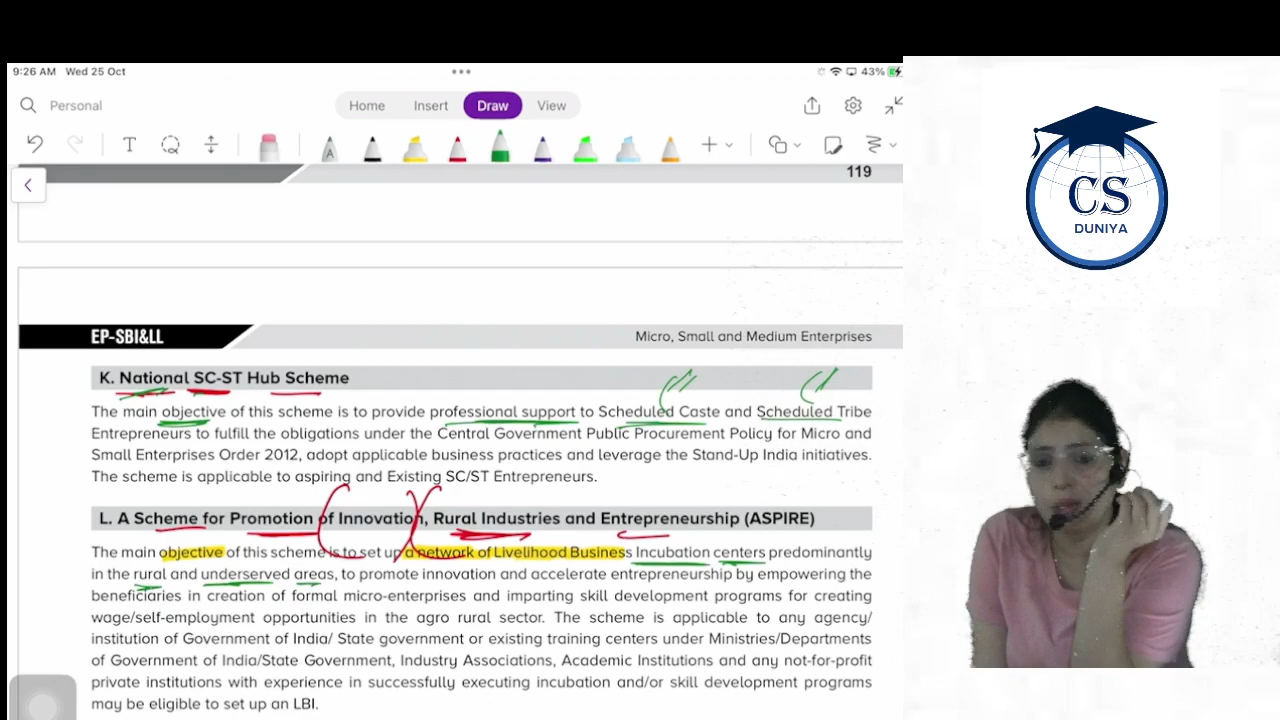 9:26 AM Wed 25 Oct
43%
Personal
Home Insert Draw View
T
A
119
EP-SBI&LL
Micro, Small and Medium Enterprises
K. National SC-ST Hub Scheme
The main objective of this scheme is to provide professional support to Scheduled Caste and Scheduled Tribe
Entrepreneurs to fulfill the obligations under the Central Government Public Procurement Policy for Micro and
Small Enterprises Order 2012, adopt applicable business practices and leverage the Stand-Up India initiatives.
The scheme is applicable to aspiring and Existing SC/ST Entrepreneurs.
L. A Scheme for Promotion of Innovation, Rural Industries and Entrepreneurship (ASPIRE)
The main objective of this scheme is to set up a network of Livelihood Business Incubation centers predominantly
in the rural and underserved areas, to promote innovation and accelerate entrepreneurship by empowering the
beneficiaries in creation of formal micro-enterprises and imparting skill development programs for creating
wage/self-employment opportunities in the agro rural sector. The scheme is applicable to any agency/
institution of Government of India/ State government or existing training centers under Ministries/Departments
of Government of India/State Government, Industry Associations, Academic Institutions and any not-for-profit
private institutions with experience in successfully executing incubation and/or skill development programs
may be eligible to set up an LBI.
CS
DUNIYA